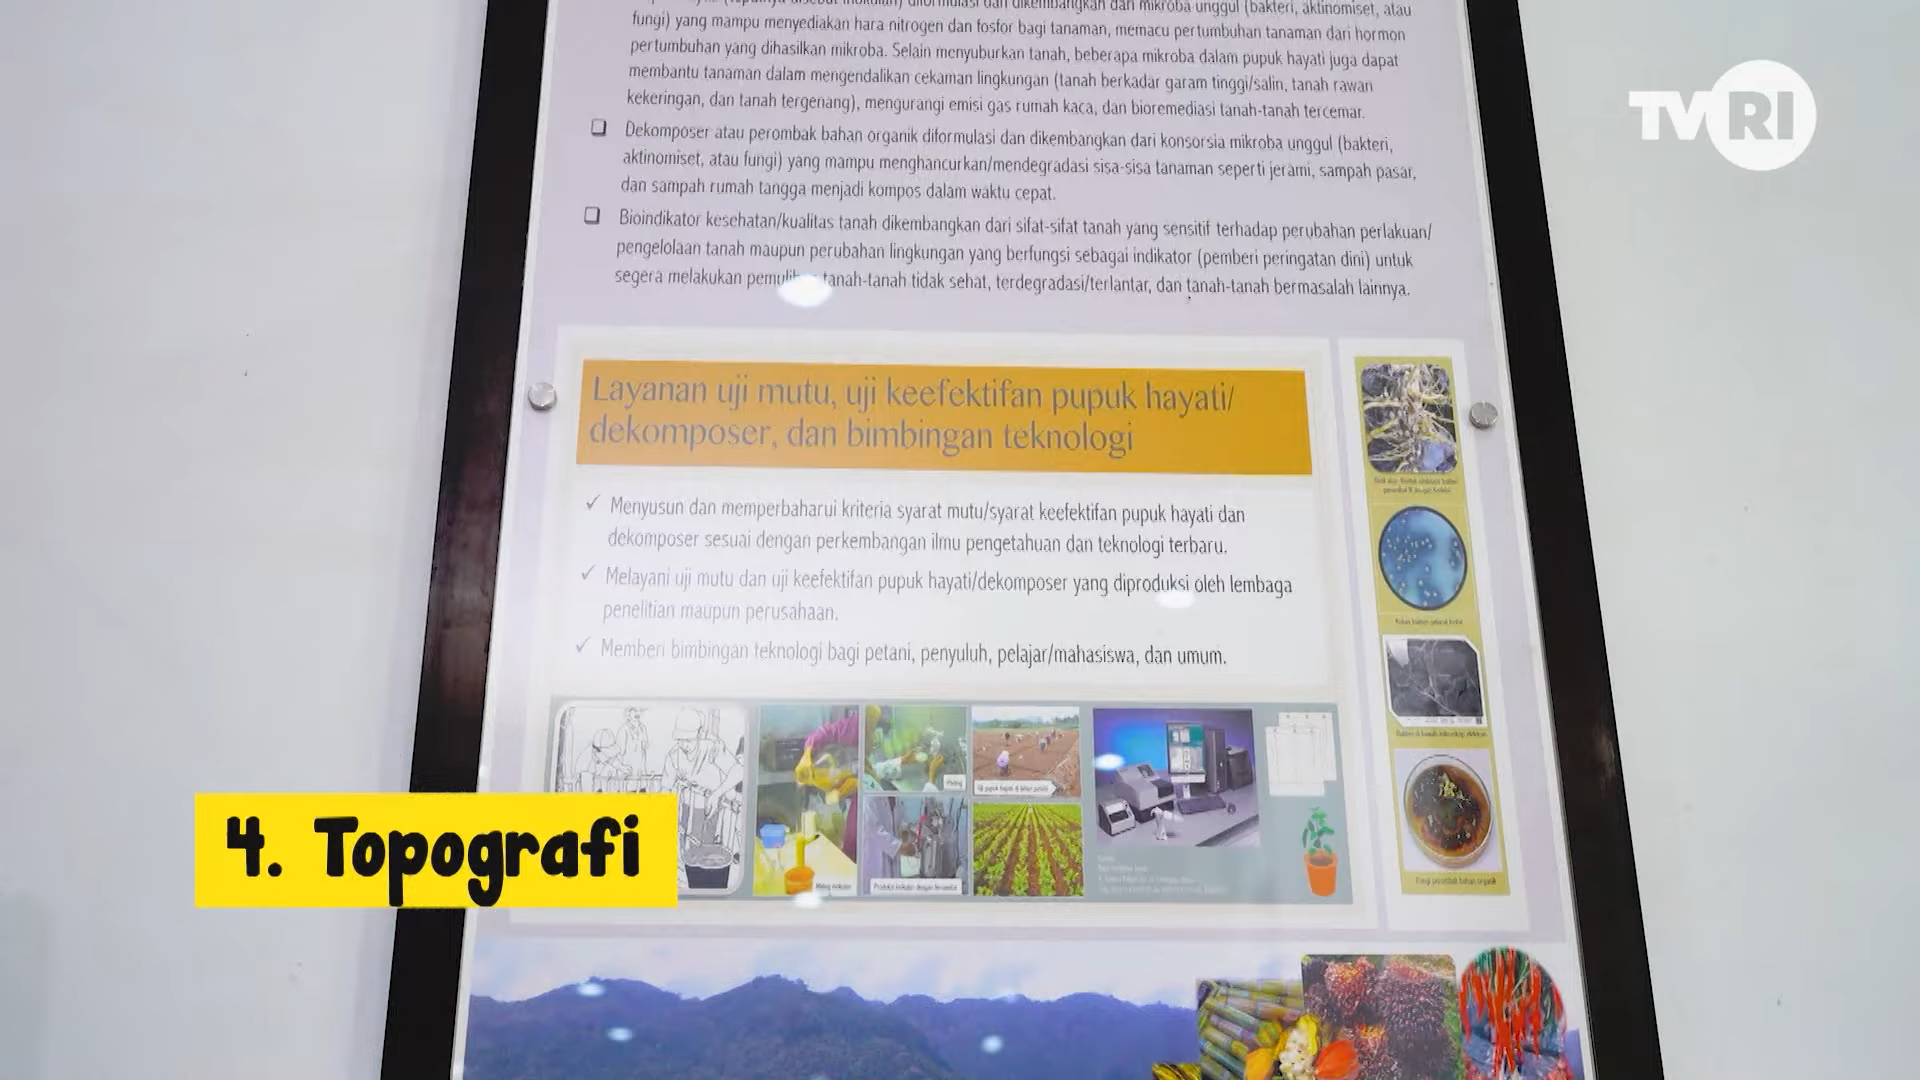 fungi) yang mampu menyediakan hara nitrogen dan fosfor bagi tanaman, memacu pertumbuhan tanaman dari hormon
pertumbuhan yang dihasilkan mikroba. Selain menyuburkan tanah, beberapa mikroba dalam pupuk hayati juga dapat
membantu tanaman dalam mengendalikan cekaman lingkungan (tanah berkadar garam tinggi/salin, tanah rawan
kekeringan, dan tanah tergenang), mengurangi emisi gas rumah kaca, dan bioremediasi tanah-tanah tercemar.
Dekomposer atau perombak bahan organik diformulasi dan dikembangkan dari konsorsia mikroba unggul (bakteri,
aktinomiset, atau fungi) yang mampu menghancurkan/mendegradasi sisa-sisa tanaman seperti jerami, sampah pasar,
dan sampah rumah tangga menjadi kompos dalam waktu cepat.
Bioindikator kesehatan/kualitas tanah dikembangkan dari sifat-sifat tanah yang sensitif terhadap perubahan perlakuan/
pengelolaan tanah maupun perubahan lingkungan yang berfungsi sebagai indikator (pemberi peringatan dini) untuk
segera melakukan tanah-tanah tidak sehat, terdegradasi/terlantar, dan tanah-tanah bermasalah lainnya.
TVRI
Layanan uji mutu, uji keefektifan pupuk hayati/
dekomposer, dan bimbingan teknologi
✓ Menyusun dan memperbaharui kriteria syarat mutu/syarat keefektifan pupuk hayati dan
dekomposer sesuai dengan perkembangan ilmu pengetahuan dan teknologi terbaru.
✓ Melayani uji mutu dan uji keefektifan pupuk hayati/dekomposer yang diproduksi oleh lembaga
penelitian maupun perusahaan.
✓ Memberi bimbingan teknologi bagi petani, penyuluh, pelajar/mahasiswa, dan umum.
Fungi perombak bahan organik
4. Topografi